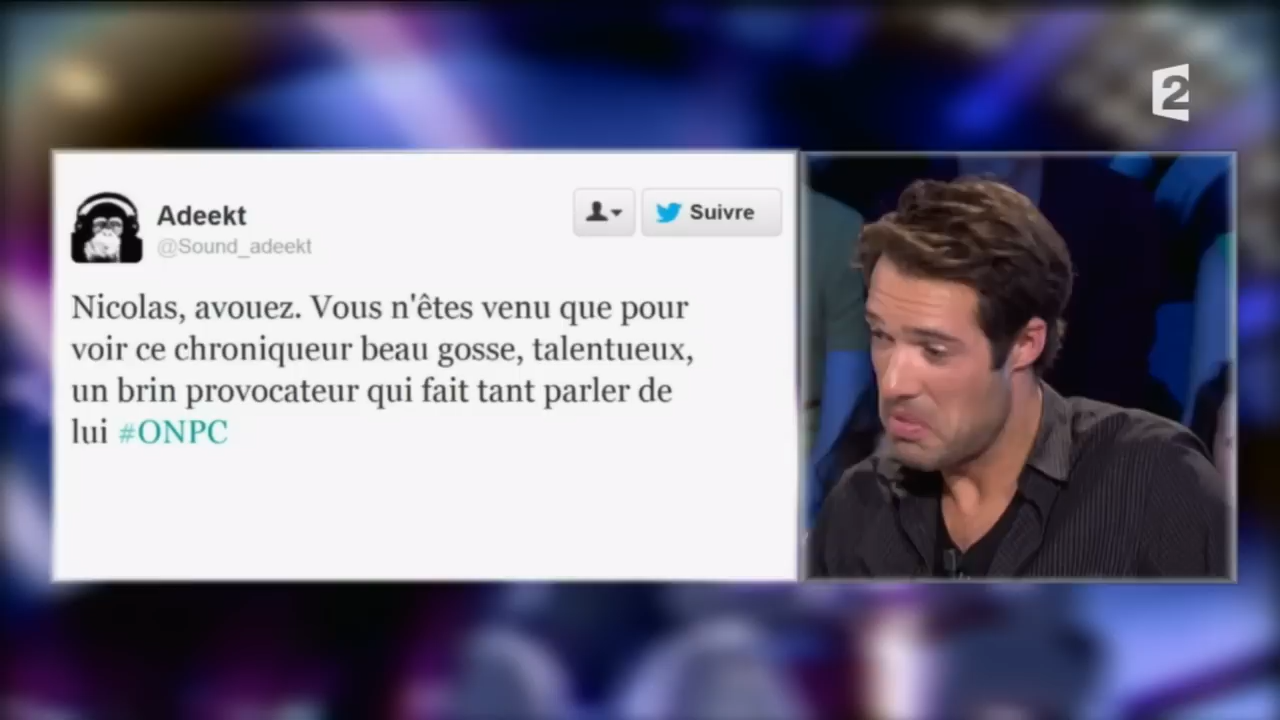 2
Adeekt
@Sound_adeekt
Suivre
Nicolas, avouez. Vous n'êtes venu que pour
voir ce chroniqueur beau gosse, talentueux,
un brin provocateur qui fait tant parler de
lui #ONPC